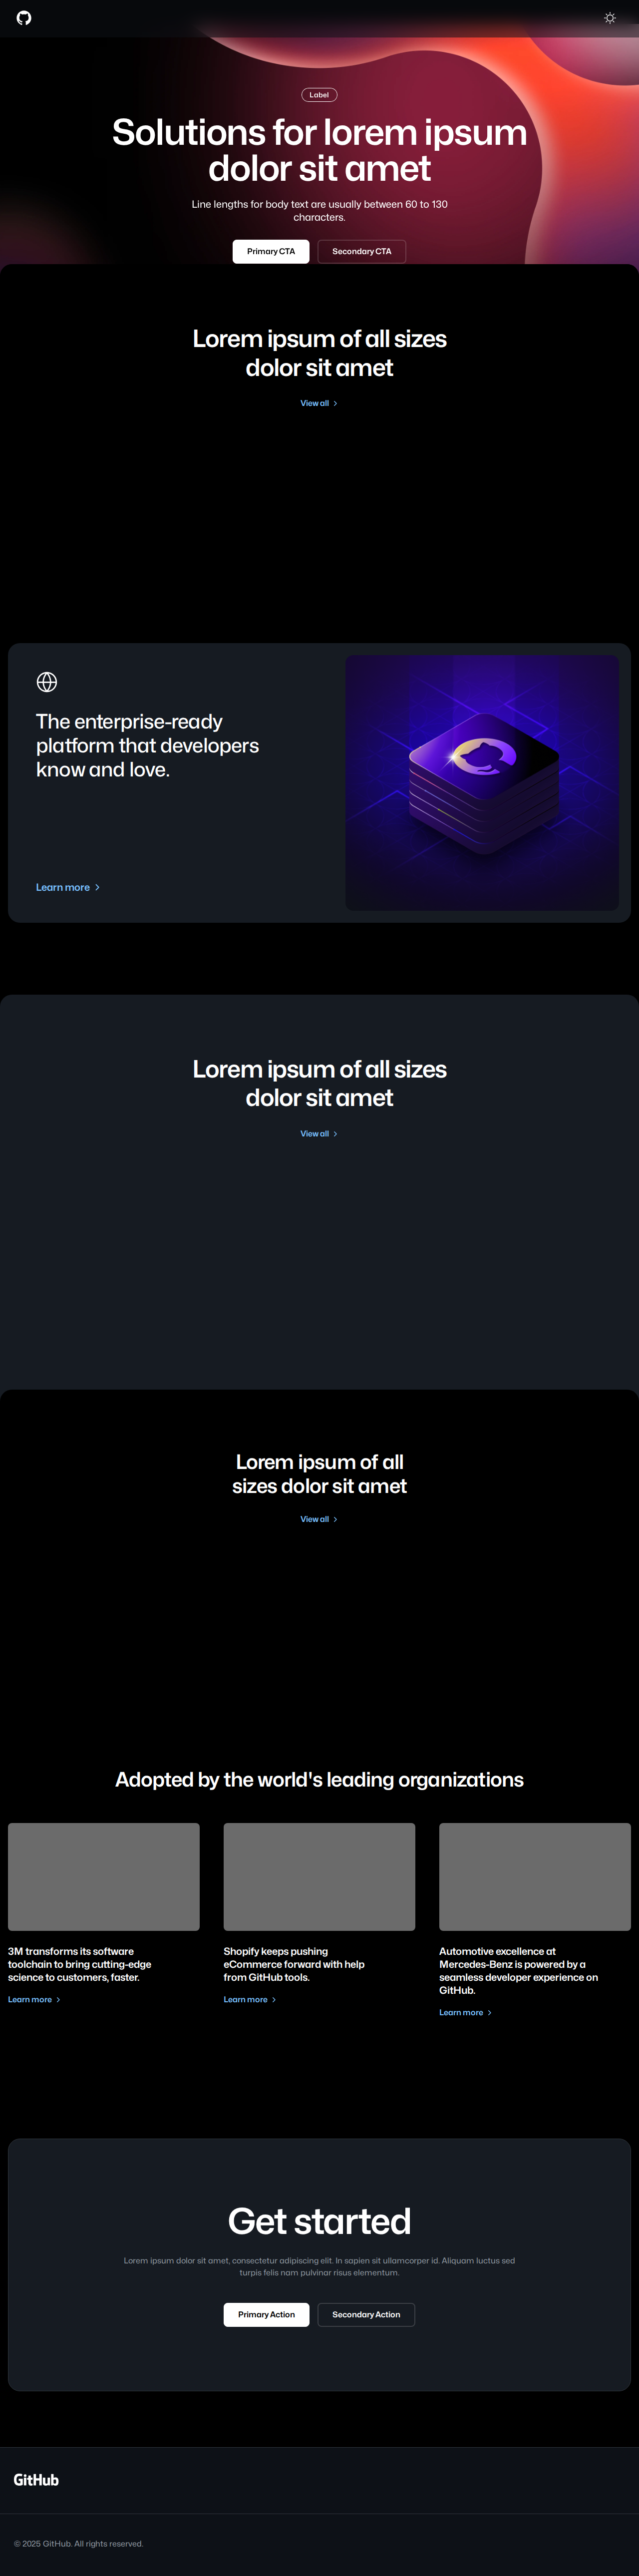 Label
Solutions for lorem ipsum
dolor sit amet
Line lengths for body text are usually between 60 to 130
characters.
Primary CTA
Secondary CTA
Lorem ipsum of all sizes
dolor sit amet
View all
The enterprise-ready
platform that developers
know and love.
Learn more
Lorem ipsum of all sizes
dolor sit amet
View all
Lorem ipsum of all
sizes dolor sit amet
View all
Adopted by the world's leading organizations
3M transforms its software
toolchain to bring cutting-edge
science to customers, faster.
Learn more
Shopify keeps pushing
eCommerce forward with help
from GitHub tools.
Learn more
Automotive excellence at
Mercedes-Benz is powered by a
seamless developer experience on
GitHub.
Learn more
Get started
Lorem ipsum dolor sit amet, consectetur adipiscing elit. In sapien sit ullamcorper id. Aliquam luctus sed
turpis felis nam pulvinar risus elementum.
Primary Action
Secondary Action
GitHub
© 2025 GitHub. All rights reserved.